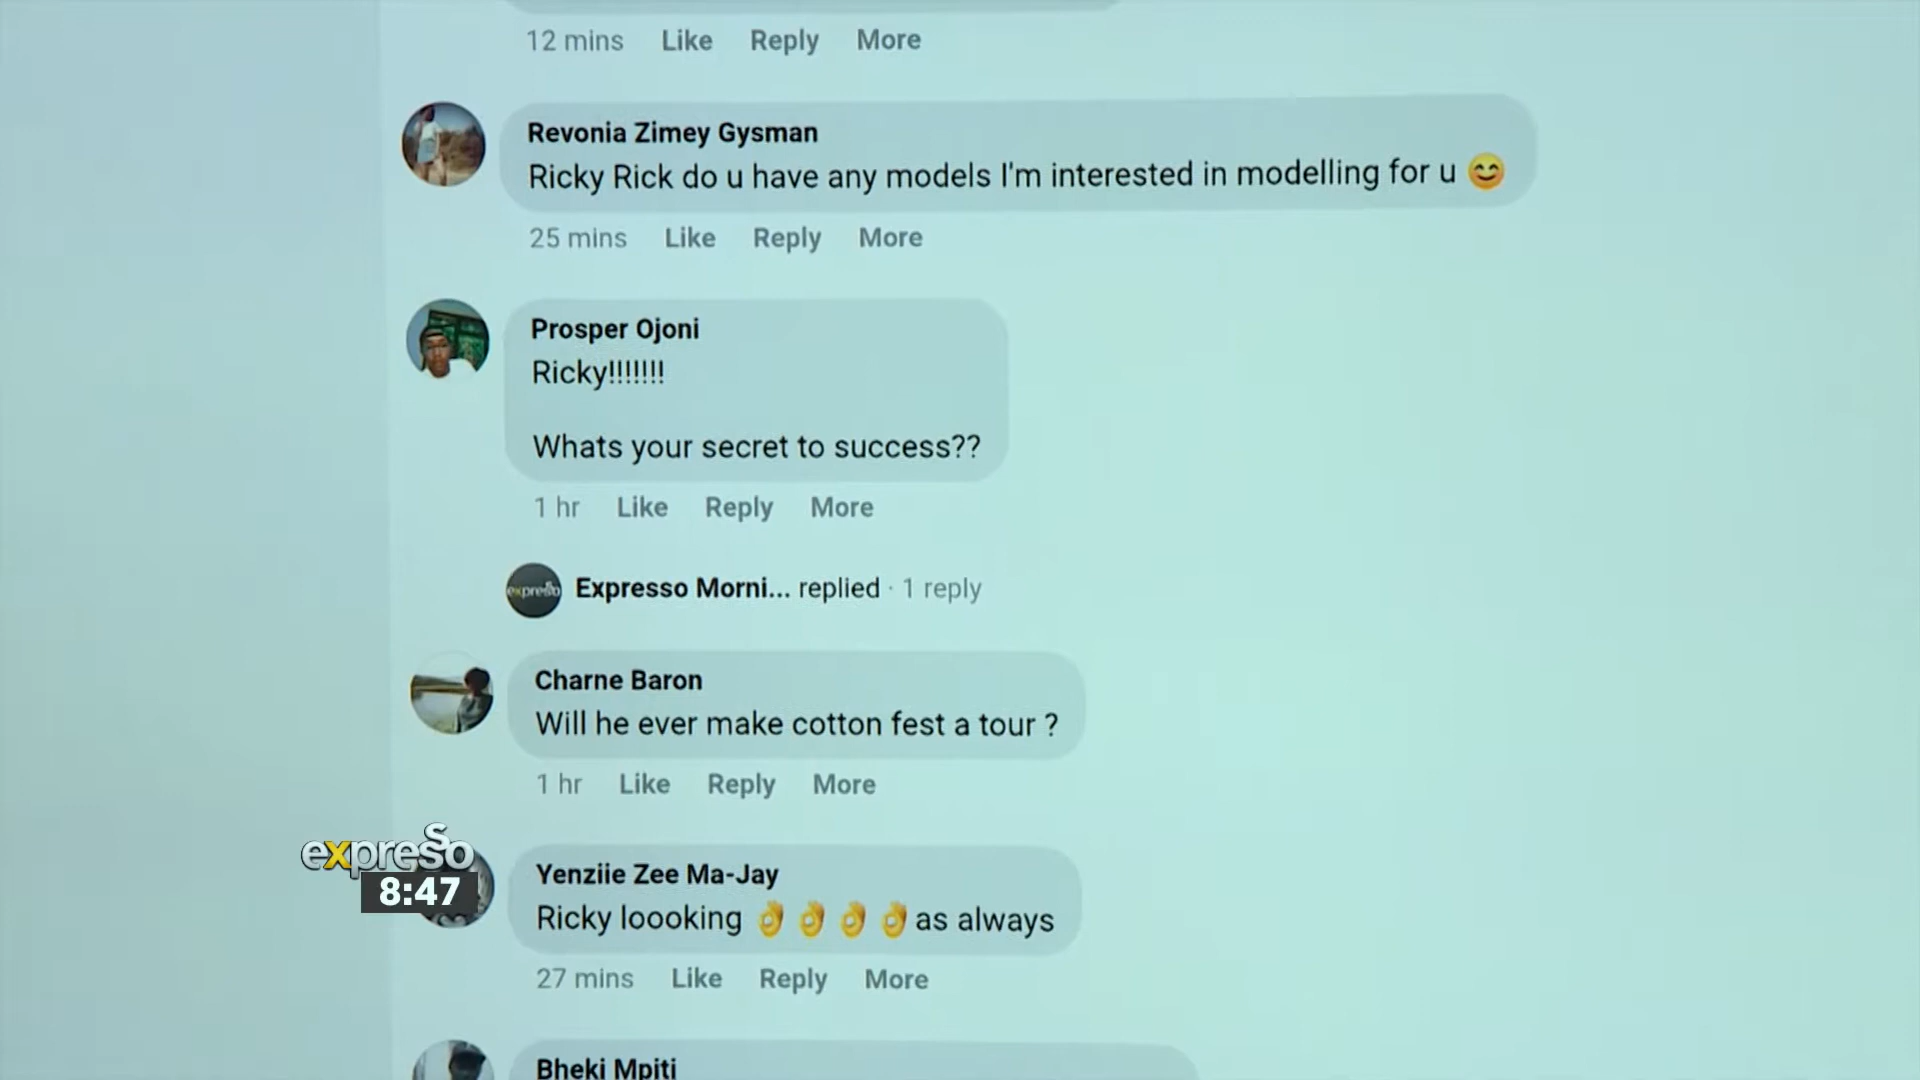 12 mins Like Reply More
Revonia Zimey Gysman
Ricky Rick do u have any models I'm interested in modelling for u 😊
25 mins Like Reply More
Prosper Ojoni
Ricky!!!!!!!
Whats your secret to success??
1 hr Like Reply More
expresso
Expresso Morni... replied · 1 reply
Charne Baron
Will he ever make cotton fest a tour ?
1 hr Like Reply More
expresso
8:47
Yenziie Zee Ma-Jay
Ricky loooking 👌👌👌👌as always
27 mins Like Reply More
Bheki Mpiti